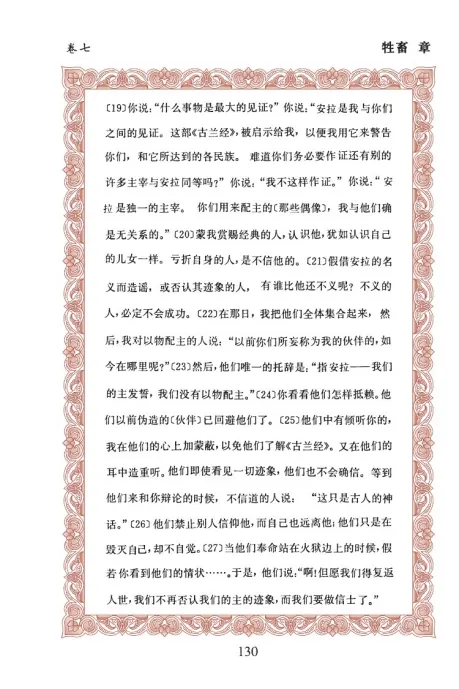 卷七 牲畜 章
(19)你说:“什么事物是最大的见证?”你说:“安拉是我与你们
之间的见证。这部《古兰经》,被启示给我,以便我用它来警告
你们,和它所达到的各民族。 难道你们务必要作证还有别的
许多主宰与安拉同等吗?”你说:“我不这样作证。”你说:“安
拉是独一的主宰。 你们用来配主的〔那些偶像〕,我与他们确
是无关系的。”(20)蒙我赏赐经典的人,认识他,犹如认识自己
的儿女一样。亏折自身的人,是不信他的。(21)假借安拉的名
义而造谣,或否认其迹象的人, 有谁比他还不义呢?不义的
人,必定不会成功。(22)在那日,我把他们全体集合起来,然
后,我对以物配主的人说:“以前你们所妄称为我的伙伴的,如
今在哪里呢?”(23)然后,他们唯一的托辞是:“指安拉——我们
的主发誓,我们没有以物配主。”(24)你看看他们怎样抵赖。他
们以前伪造的〔伙伴〕已回避他们了。(25)他们中有倾听你的,
我在他们的心上加蒙蔽,以免他们了解《古兰经》。又在他们的
耳中造重听。他们即使看见一切迹象,他们也不会确信。等到
他们来和你辩论的时候,不信道的人说: “这只是古人的神
话。”(26)他们禁止别人信仰他,而自己也远离他;他们只是在
毁灭自己,却不自觉。(27)当他们奉命站在火狱边上的时候,假
若你看到他们的情状……。于是,他们说:“啊!但愿我们得复返
人世,我们不再否认我们的主的迹象,而我们要做信士了。”
130